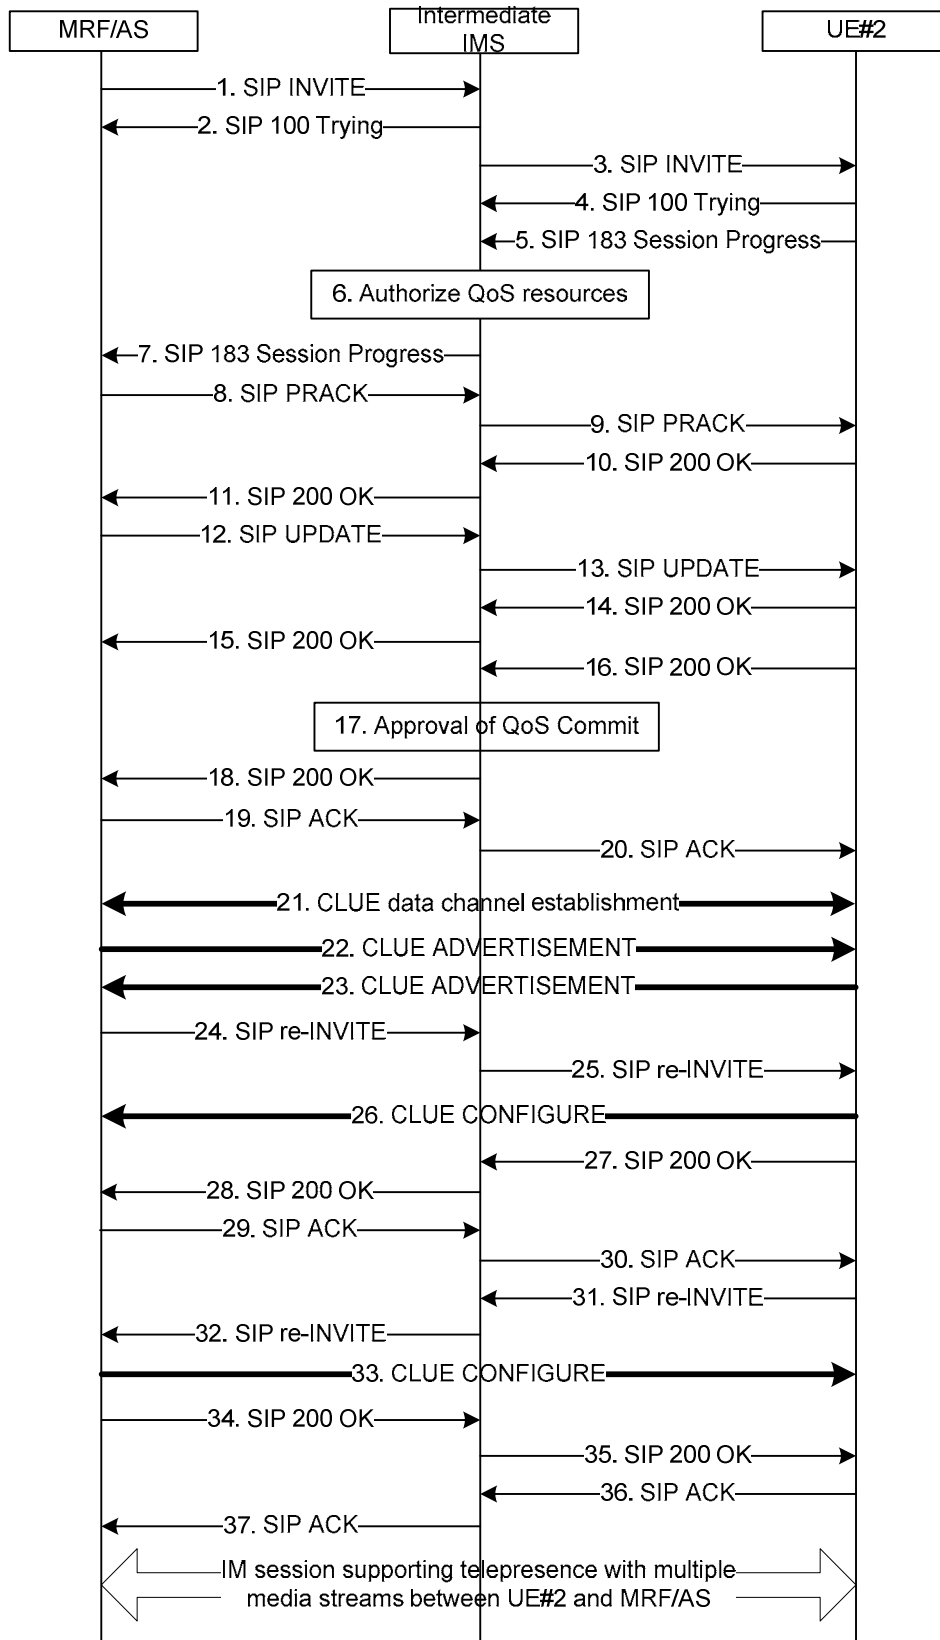 MRF/AS
Intermediate
IMS
UE#2
1. SIP INVITE
2. SIP 100 Trying
3. SIP INVITE
4. SIP 100 Trying
5. SIP 183 Session Progress
6. Authorize QoS resources
7. SIP 183 Session Progress
8. SIP PRACK
9. SIP PRACK
10. SIP 200 OK
11. SIP 200 OK
12. SIP UPDATE
13. SIP UPDATE
14. SIP 200 OK
15. SIP 200 OK
16. SIP 200 OK
17. Approval of QoS Commit
18. SIP 200 OK
19. SIP ACK
20. SIP ACK
21. CLUE data channel establishment
22. CLUE ADVERTISEMENT
23. CLUE ADVERTISEMENT
24. SIP re-INVITE
25. SIP re-INVITE
26. CLUE CONFIGURE
27. SIP 200 OK
28. SIP 200 OK
29. SIP ACK
30. SIP ACK
31. SIP re-INVITE
32. SIP re-INVITE
33. CLUE CONFIGURE
34. SIP 200 OK
35. SIP 200 OK
36. SIP ACK
37. SIP ACK
IM session supporting telepresence with multiple
media streams between UE#2 and MRF/AS